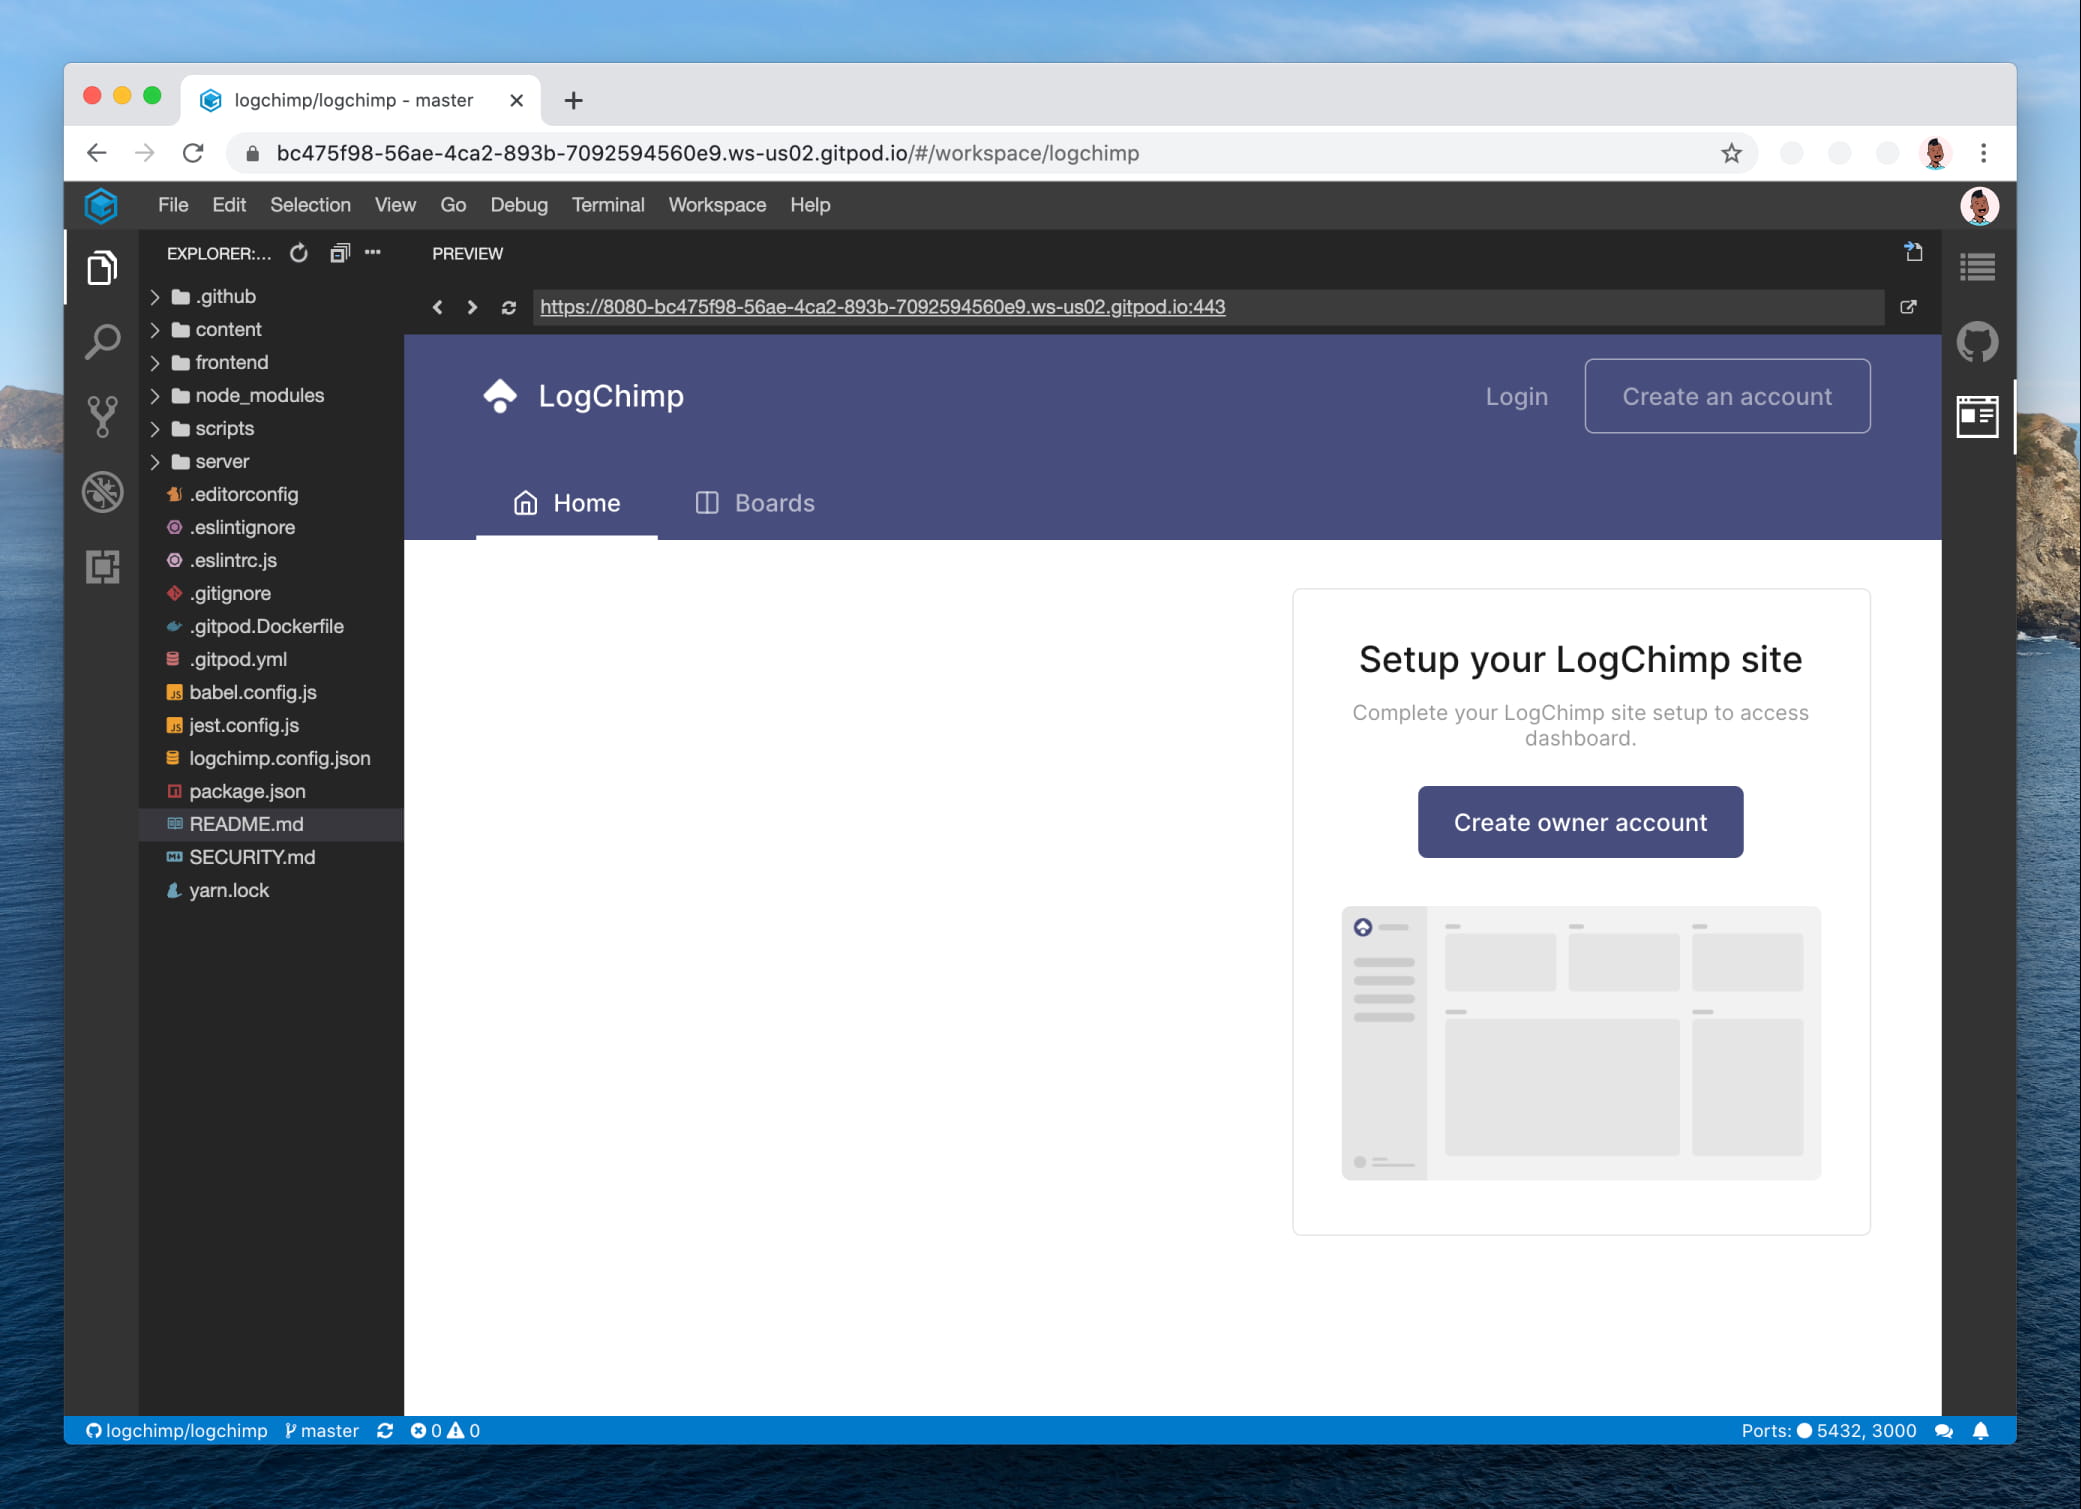 logchimp/logchimp - master
bc475f98-56ae-4ca2-893b-7092594560e9.ws-us02.gitpod.io/#/workspace/logchimp
File Edit Selection View Go Debug Terminal Workspace Help
EXPLORER:...
PREVIEW
https://8080-bc475f98-56ae-4ca2-893b-7092594560e9.ws-us02.gitpod.io:443
.github
content
frontend
node_modules
scripts
server
.editorconfig
.eslintignore
.eslintrc.js
.gitignore
.gitpod.Dockerfile
.gitpod.yml
babel.config.js
jest.config.js
logchimp.config.json
package.json
README.md
SECURITY.md
yarn.lock
LogChimp
Login
Create an account
Home
Boards
Setup your LogChimp site
Complete your LogChimp site setup to access
dashboard.
Create owner account
logchimp/logchimp master 0 0
Ports: 5432, 3000